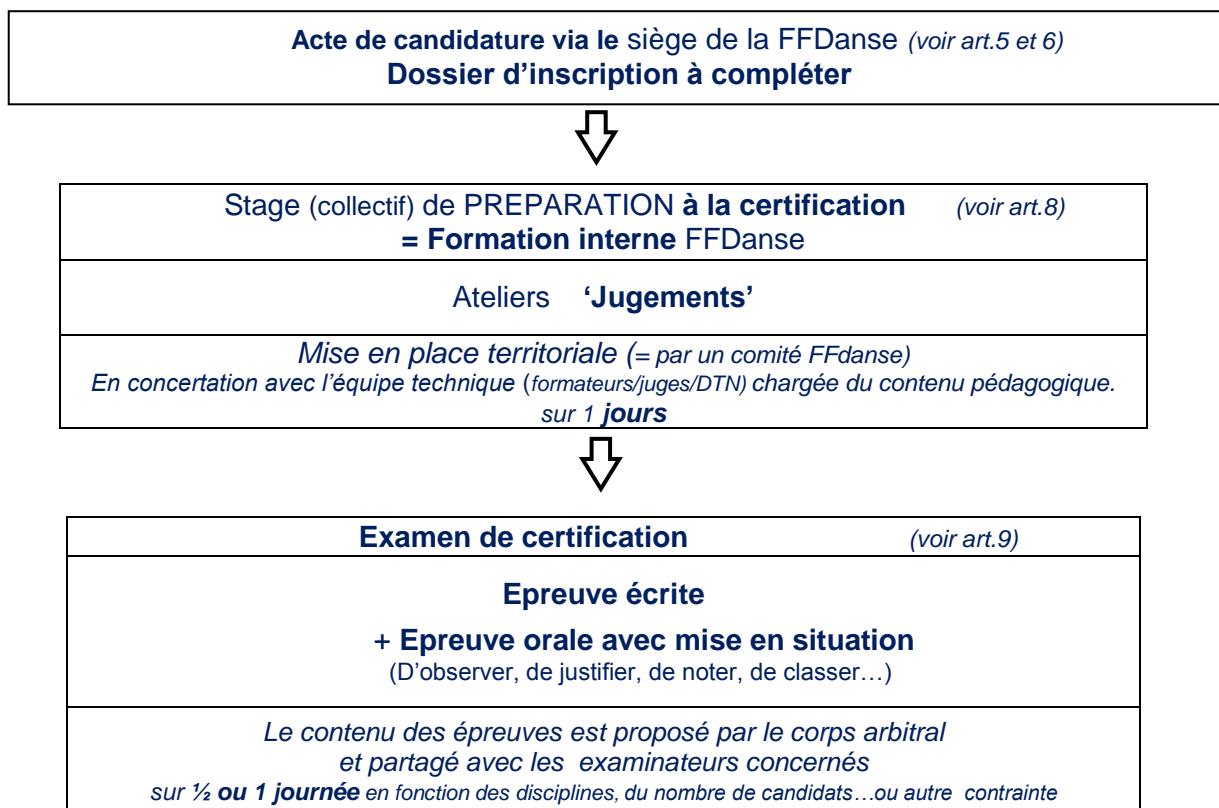 Acte de candidature via le siège de la FFDanse (voir art.5 et 6)
Dossier d'inscription à compléter
Stage (collectif) de PREPARATION à la certification (voir art.8)
= Formation interne FFDanse
Ateliers ‘Jugements’
Mise en place territoriale (= par un comité FFdanse)
En concertation avec l'équipe technique (formateurs/juges/DTN) chargée du contenu pédagogique.
sur 1 jours
Examen de certification (voir art.9)
Epreuve écrite
+ Epreuve orale avec mise en situation
(D'observer, de justifier, de noter, de classer…)
Le contenu des épreuves est proposé par le corps arbitral
et partagé avec les examinateurs concernés
sur ½ ou 1 journée en fonction des disciplines, du nombre de candidats…ou autre contrainte